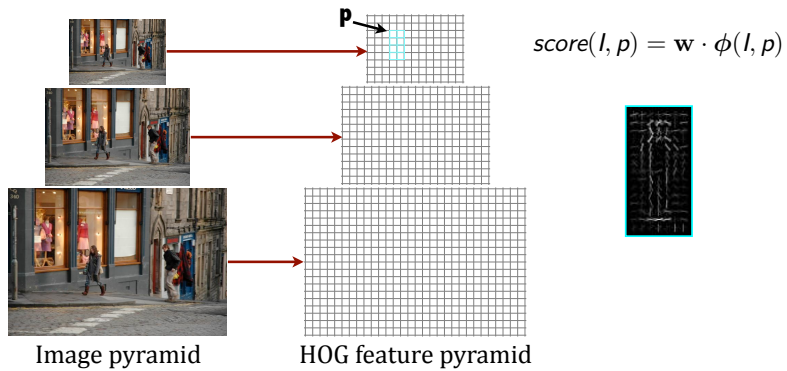 p
score(I, p) = w · ϕ(I, p)
Image pyramid
HOG feature pyramid